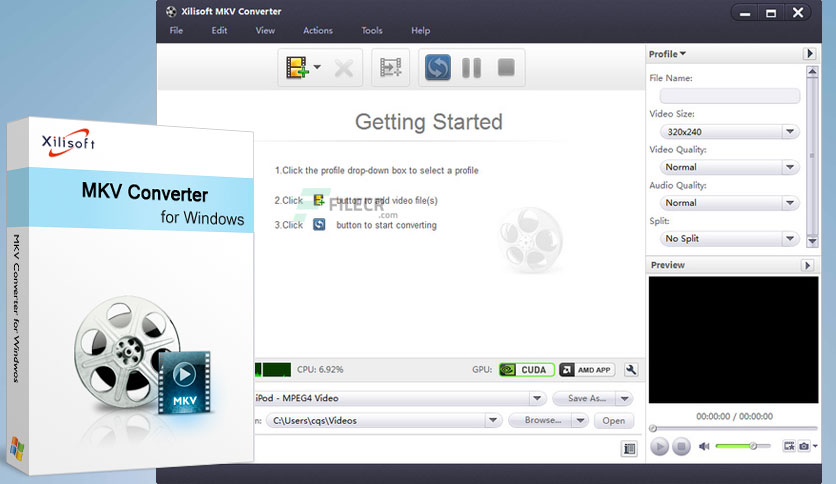 Xilisoft MKV Converter
File Edit View Actions Tools Help
Getting Started
1.Click the profile drop-down box to select a profile
2.Click button to add video file(s)
FILECR
.com
3.Click button to start converting
Profile
File Name:
Video Size:
320x240
Video Quality:
Normal
Audio Quality:
Normal
Split:
No Split
Preview
00:00:00 / 00:00:00
CPU: 6.92%
GPU: CUDA AMD APP
iPod - MPEG4 Video
Save As...
n: C:\Users\cqs\Videos
Browse...
Open
Xilisoft
MKV Converter
for Windows
MKV
MKV Converter for Windwos